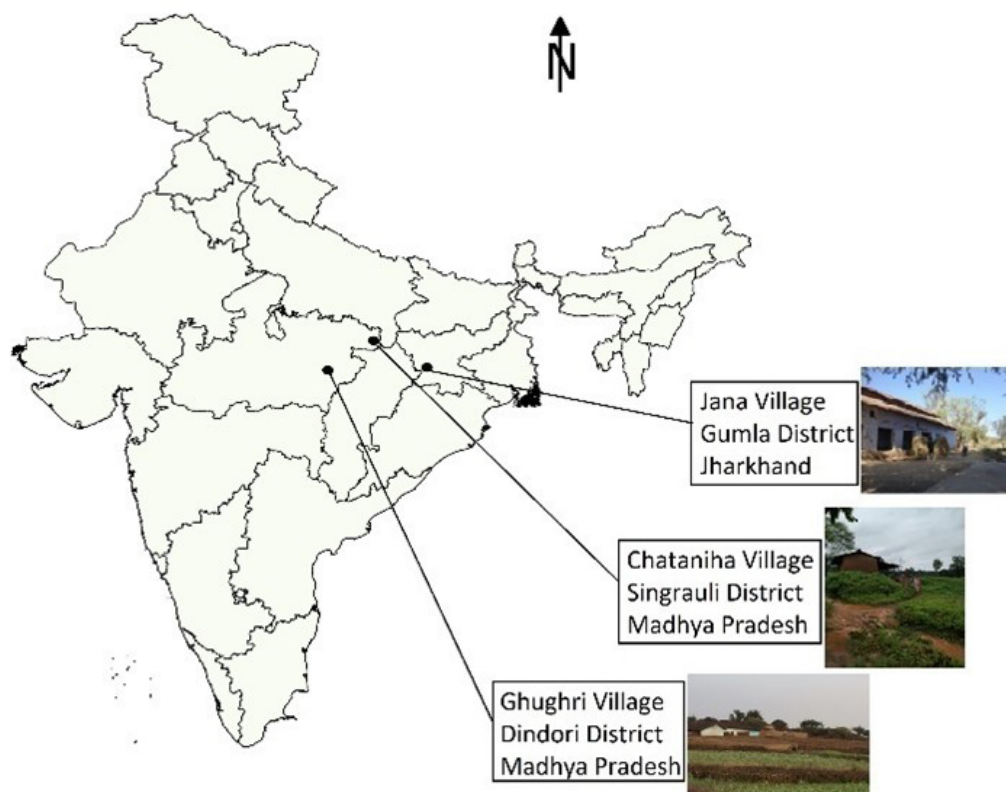 N
Jana Village
Gumla District
Jharkhand
Chataniha Village
Singrauli District
Madhya Pradesh
Ghughri Village
Dindori District
Madhya Pradesh